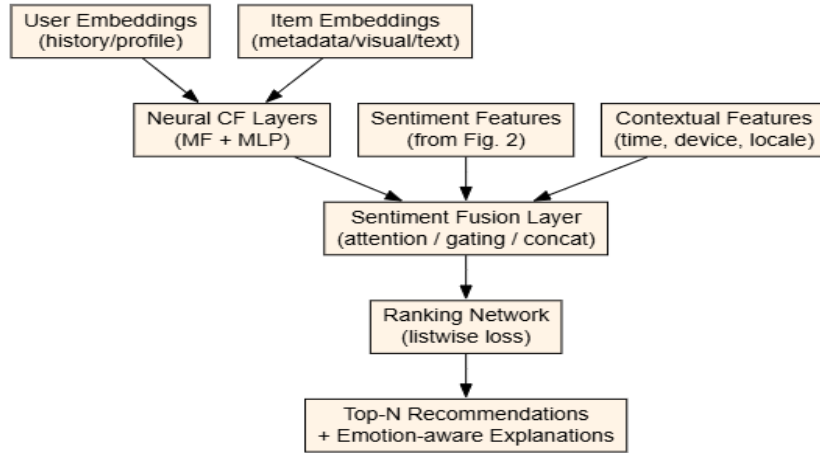 User Embeddings
(history/profile)
Item Embeddings
(metadata/visual/text)
Neural CF Layers
(MF + MLP)
Sentiment Features
(from Fig. 2)
Contextual Features
(time, device, locale)
Sentiment Fusion Layer
(attention / gating / concat)
Ranking Network
(listwise loss)
Top-N Recommendations
+ Emotion-aware Explanations